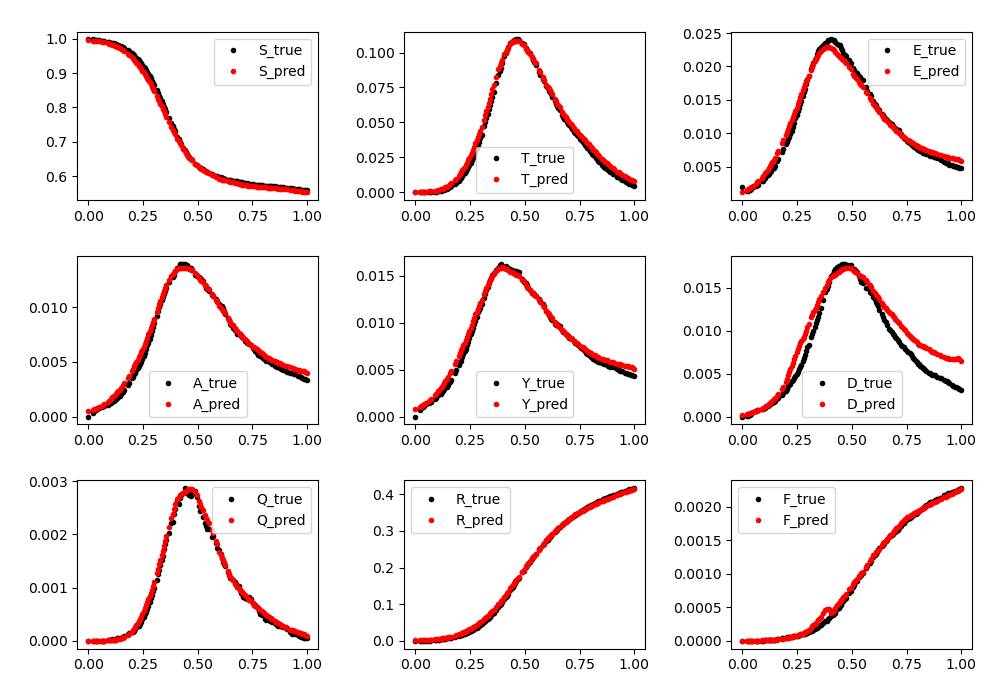 1.0
0.9
0.8
0.7
0.6
0.00 0.25 0.50 0.75 1.00
S_true
S_pred
0.100
0.075
0.050
0.025
0.000
0.00 0.25 0.50 0.75 1.00
T_true
T_pred
0.025
0.020
0.015
0.010
0.005
0.00 0.25 0.50 0.75 1.00
E_true
E_pred
0.010
0.005
0.000
0.00 0.25 0.50 0.75 1.00
A_true
A_pred
0.015
0.010
0.005
0.000
0.00 0.25 0.50 0.75 1.00
Y_true
Y_pred
0.015
0.010
0.005
0.000
0.00 0.25 0.50 0.75 1.00
D_true
D_pred
0.003
0.002
0.001
0.000
0.00 0.25 0.50 0.75 1.00
Q_true
Q_pred
0.4
0.3
0.2
0.1
0.0
0.00 0.25 0.50 0.75 1.00
R_true
R_pred
0.0020
0.0015
0.0010
0.0005
0.0000
0.00 0.25 0.50 0.75 1.00
F_true
F_pred